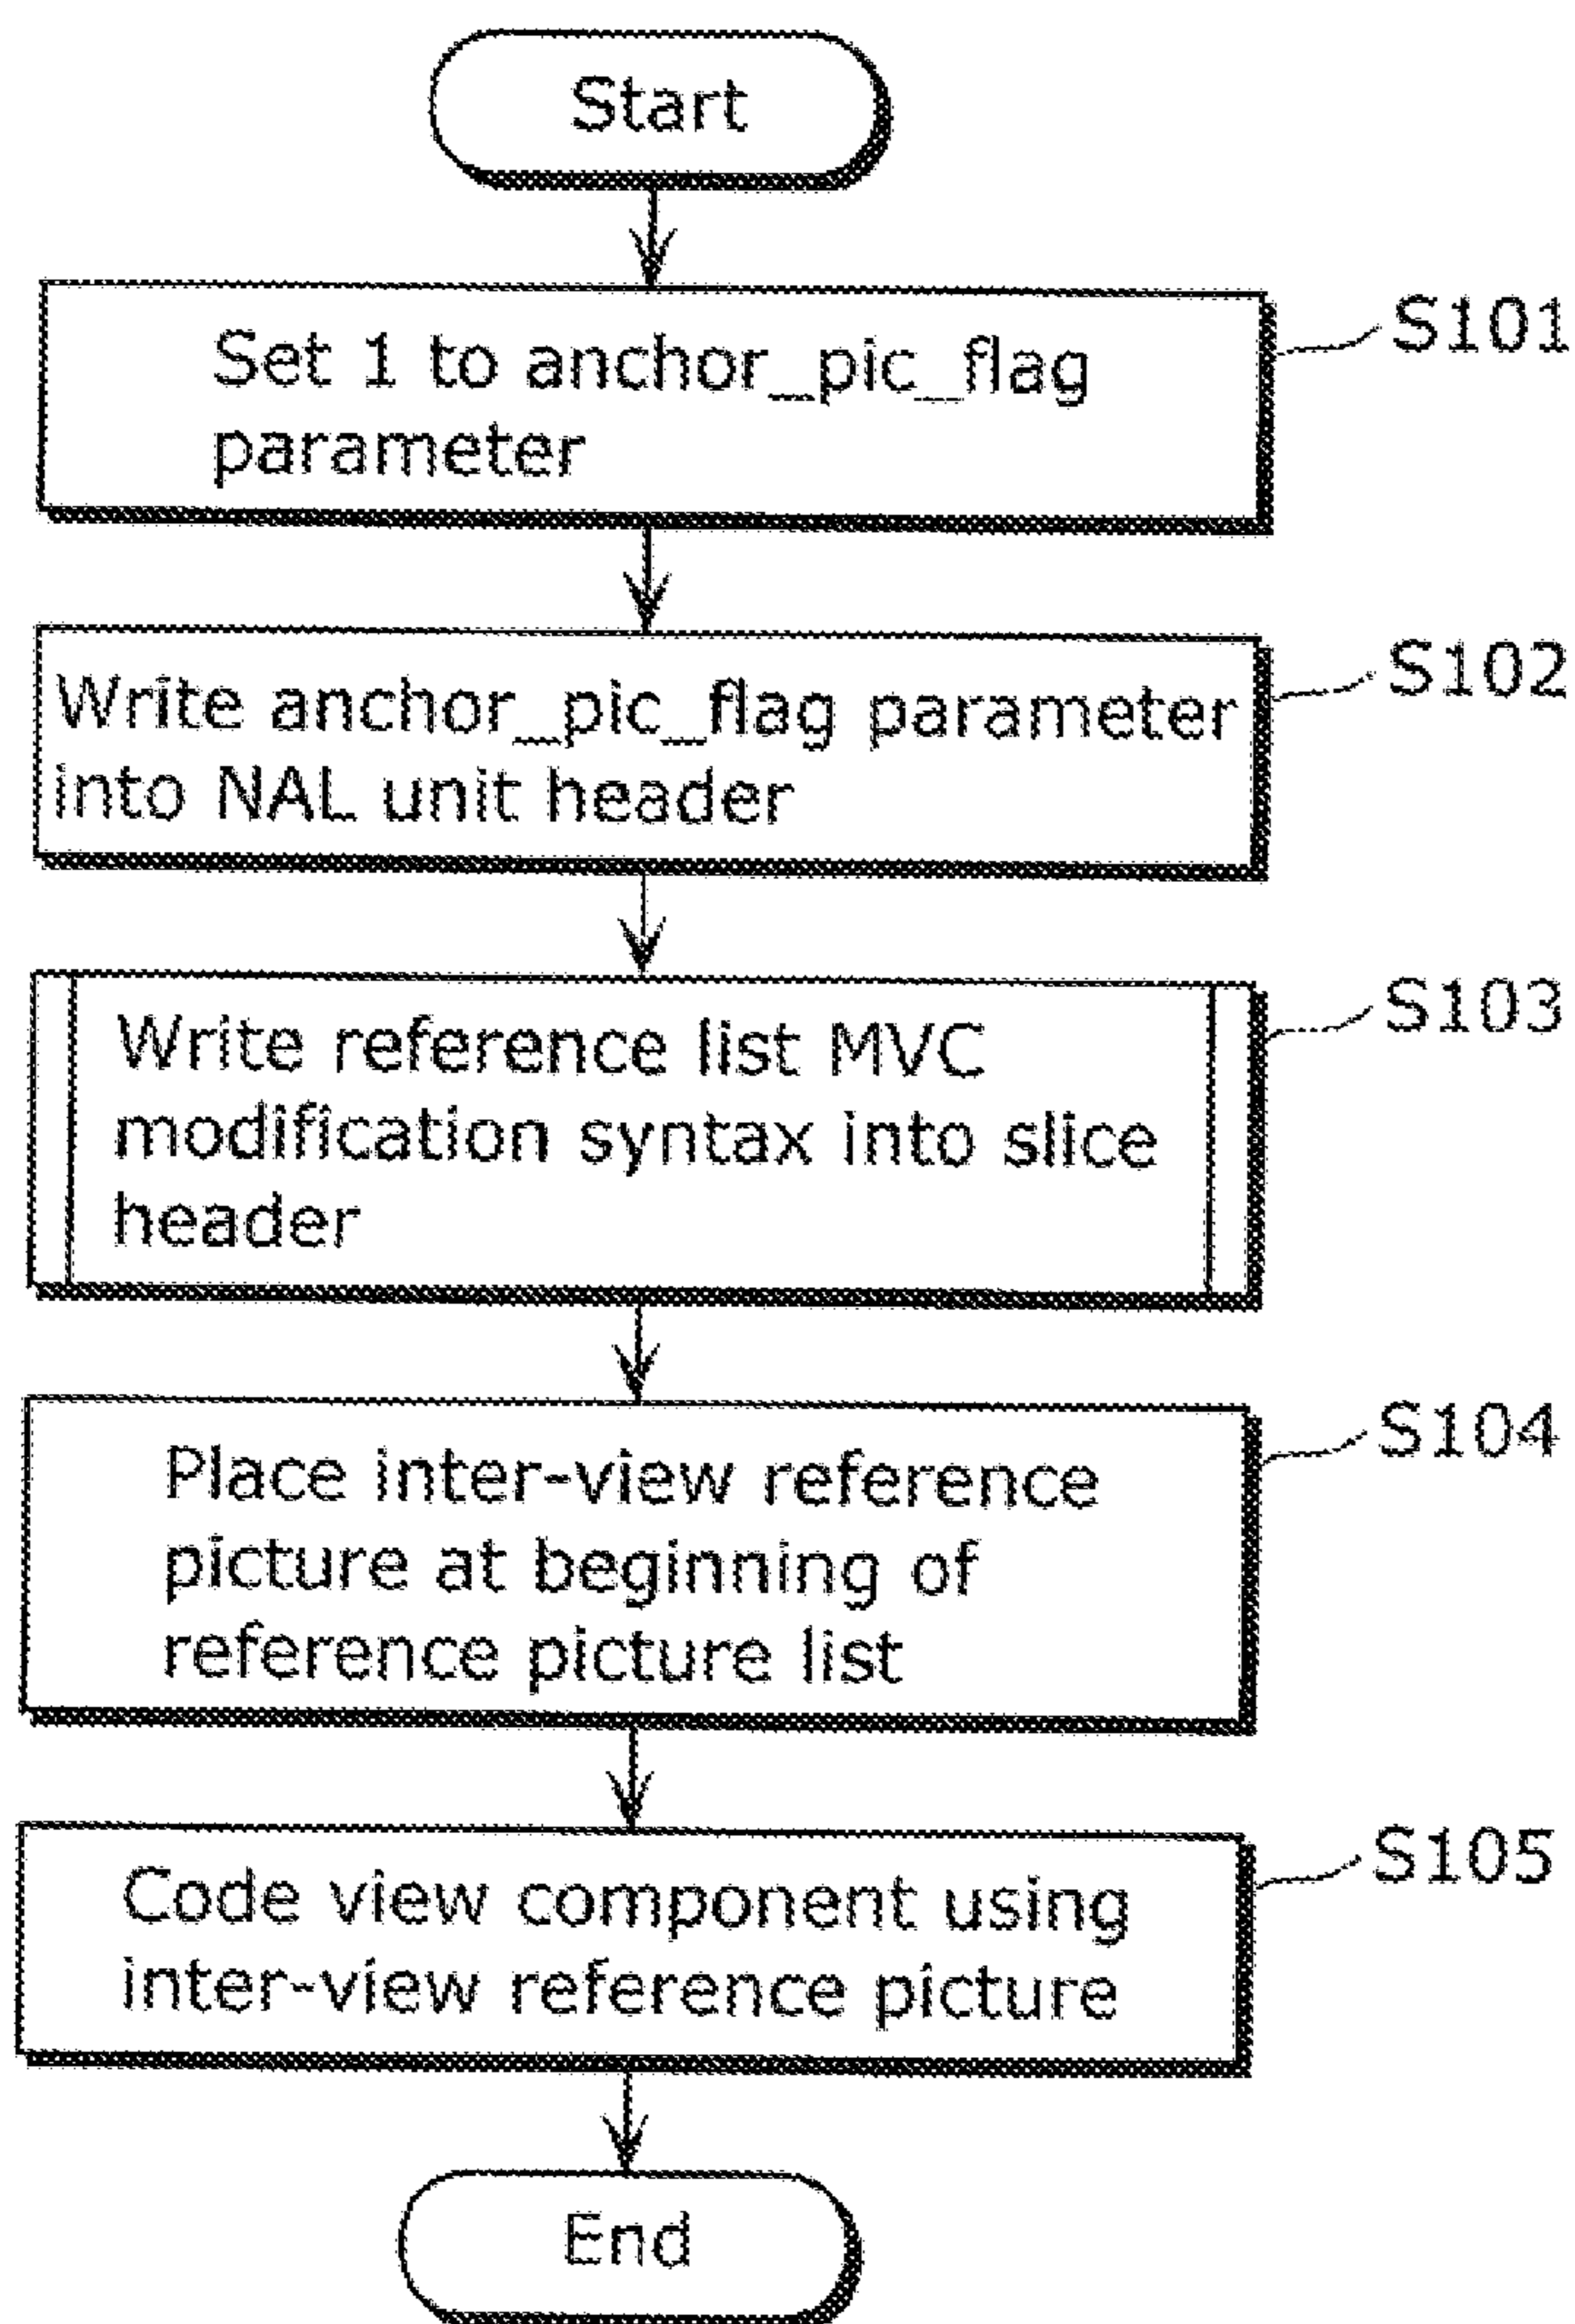 Start
Set 1 to anchor_pic_flag
parameter
S101
Write anchor_pic_flag parameter
into NAL unit header
S102
Write reference list MVC
modification syntax into slice
header
S103
Place inter-view reference
picture at beginning of
reference picture list
S104
Code view component using
inter-view reference picture
S105
End